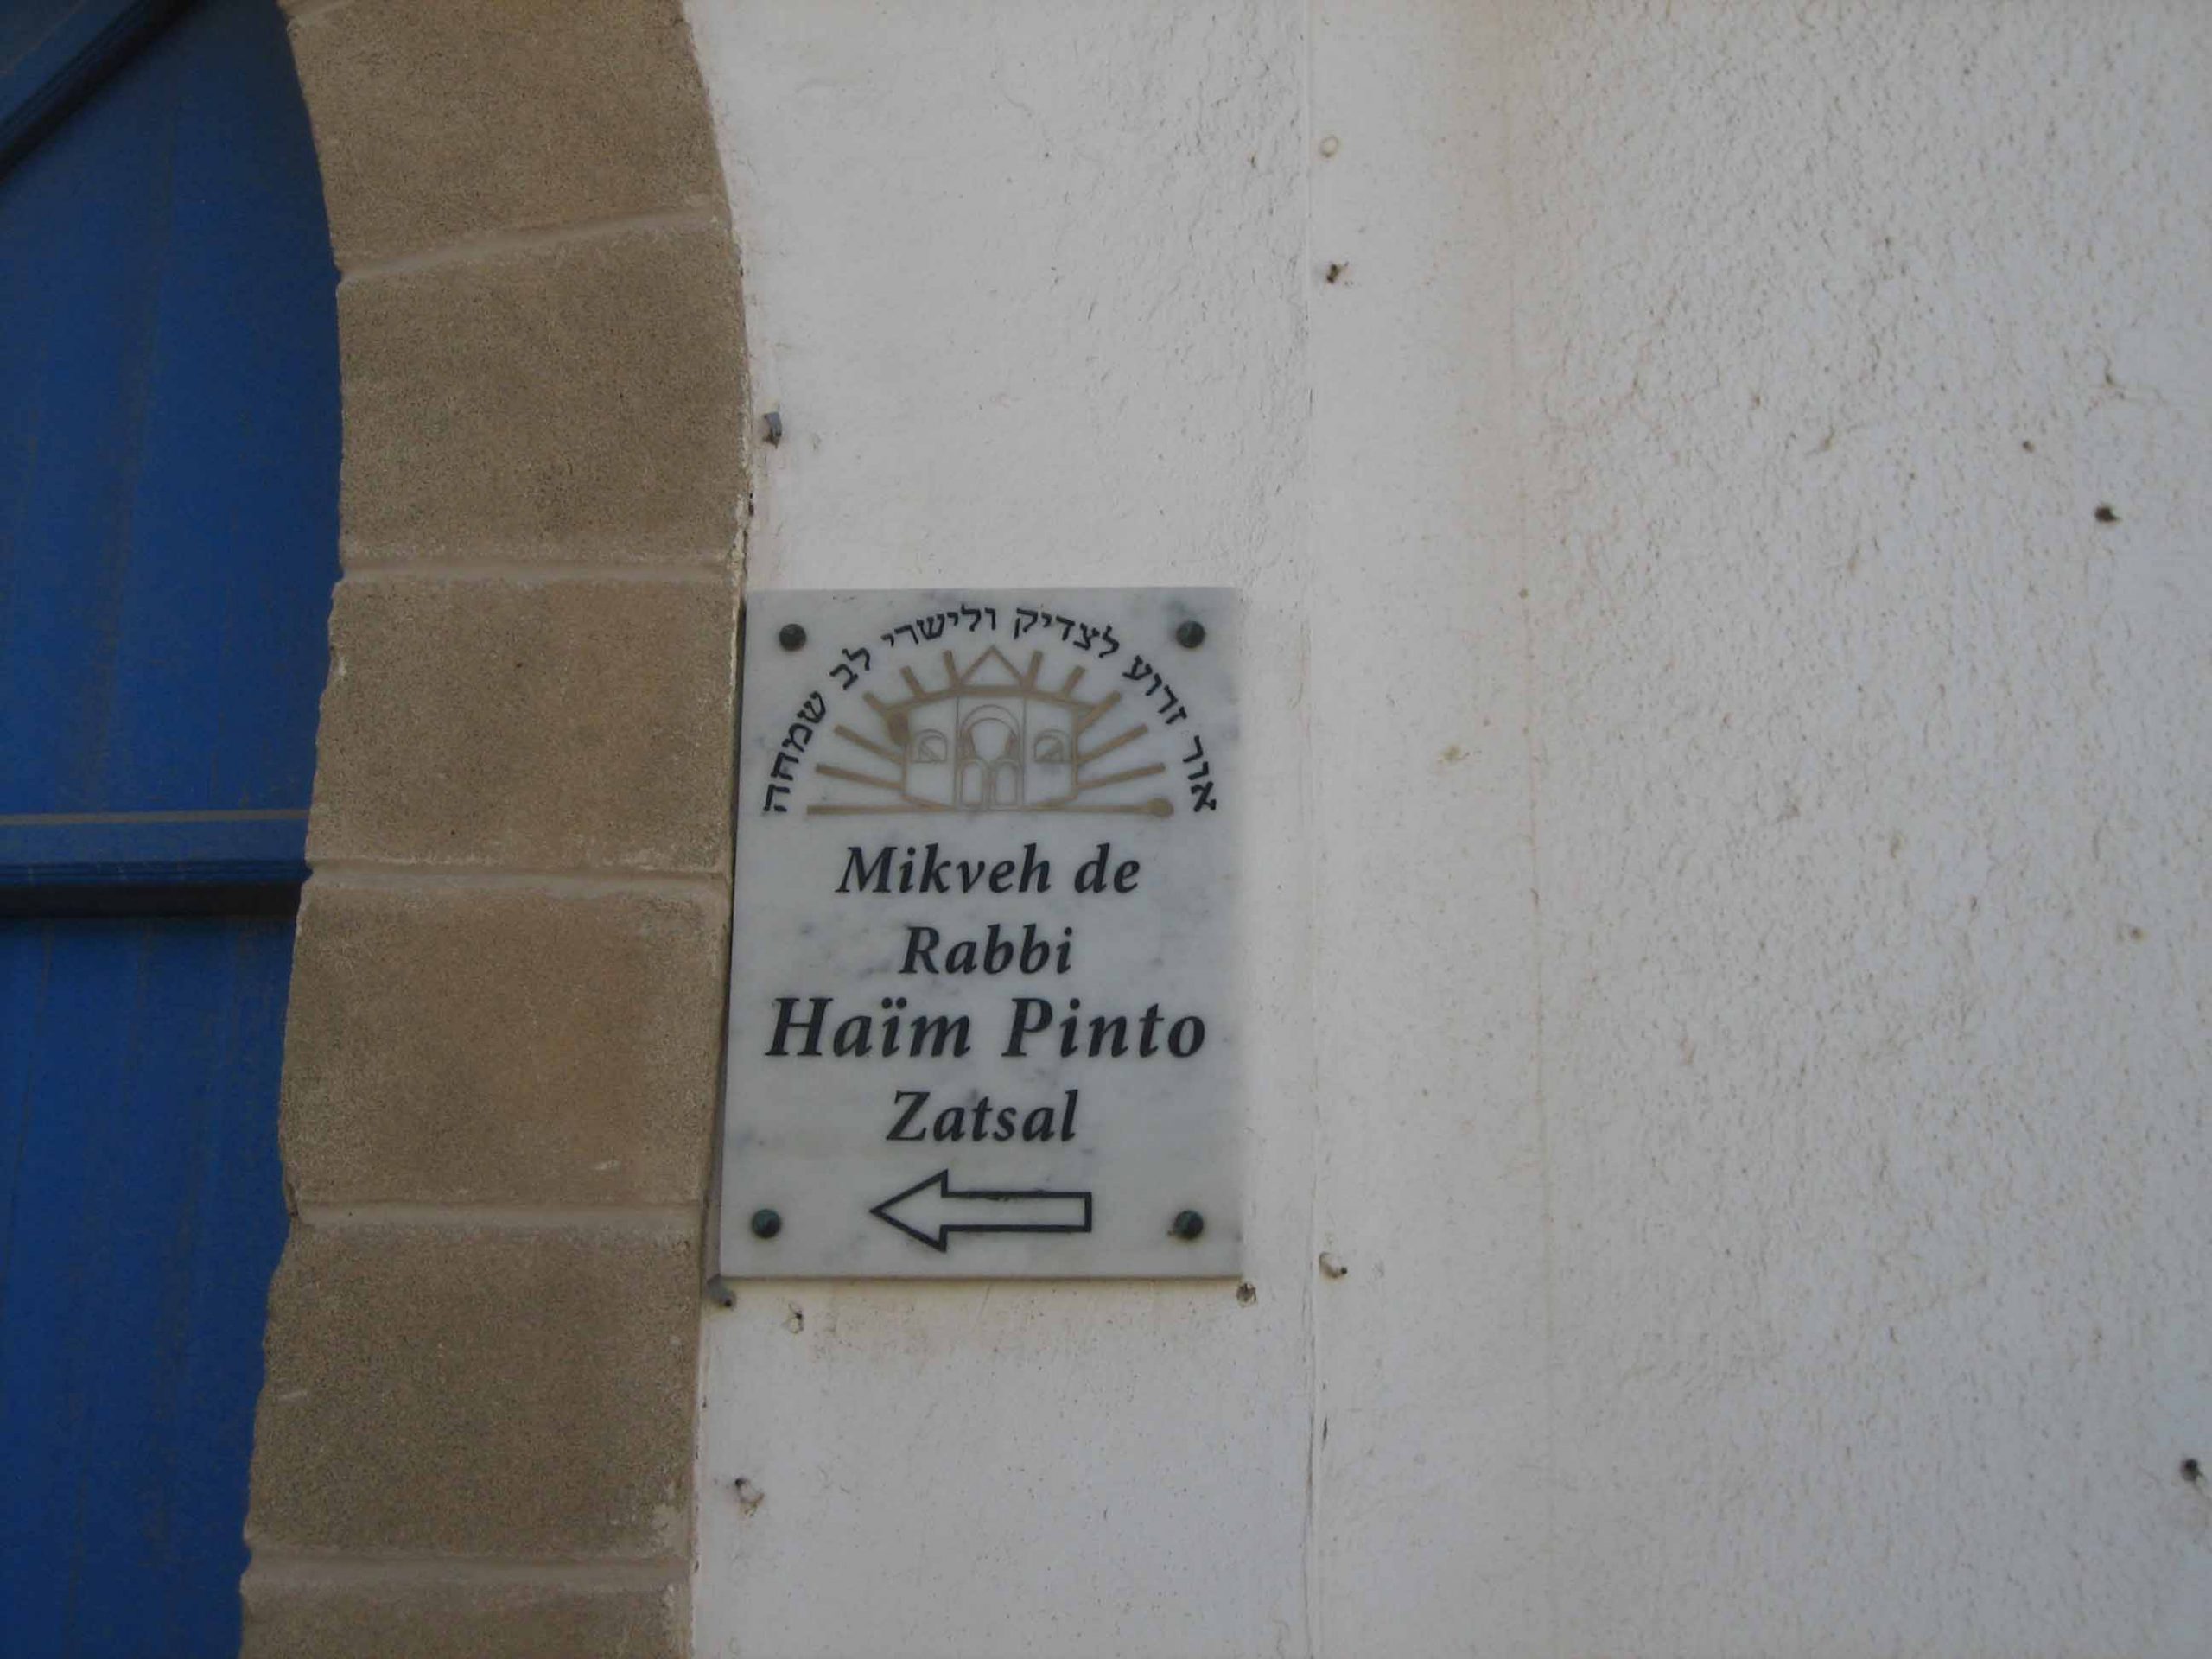 אור זרוע לצדיק ולישרי לב שמחה
Mikveh de
Rabbi
Haïm Pinto
Zatsal